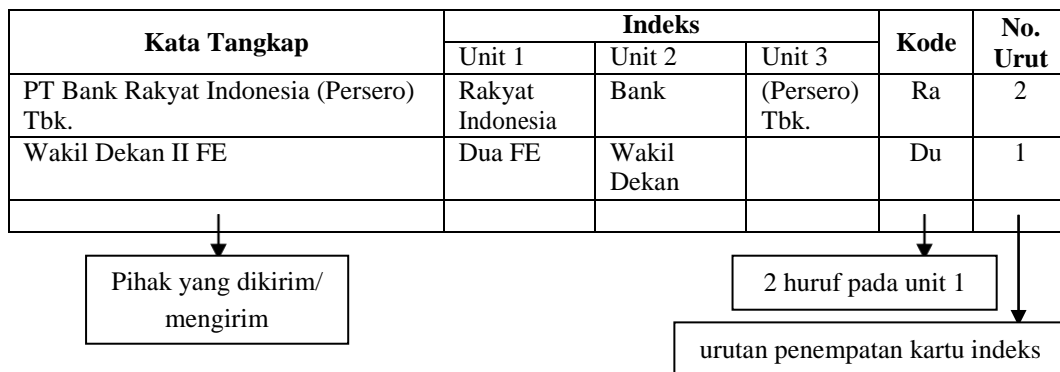 Kata Tangkap Indeks Kode No. Urut
Unit 1 Unit 2 Unit 3
PT Bank Rakyat Indonesia (Persero) Tbk. Rakyat Indonesia Bank (Persero) Tbk. Ra 2
Wakil Dekan II FE Dua FE Wakil Dekan Du 1
Pihak yang dikirim/
mengirim
2 huruf pada unit 1
urutan penempatan kartu indeks